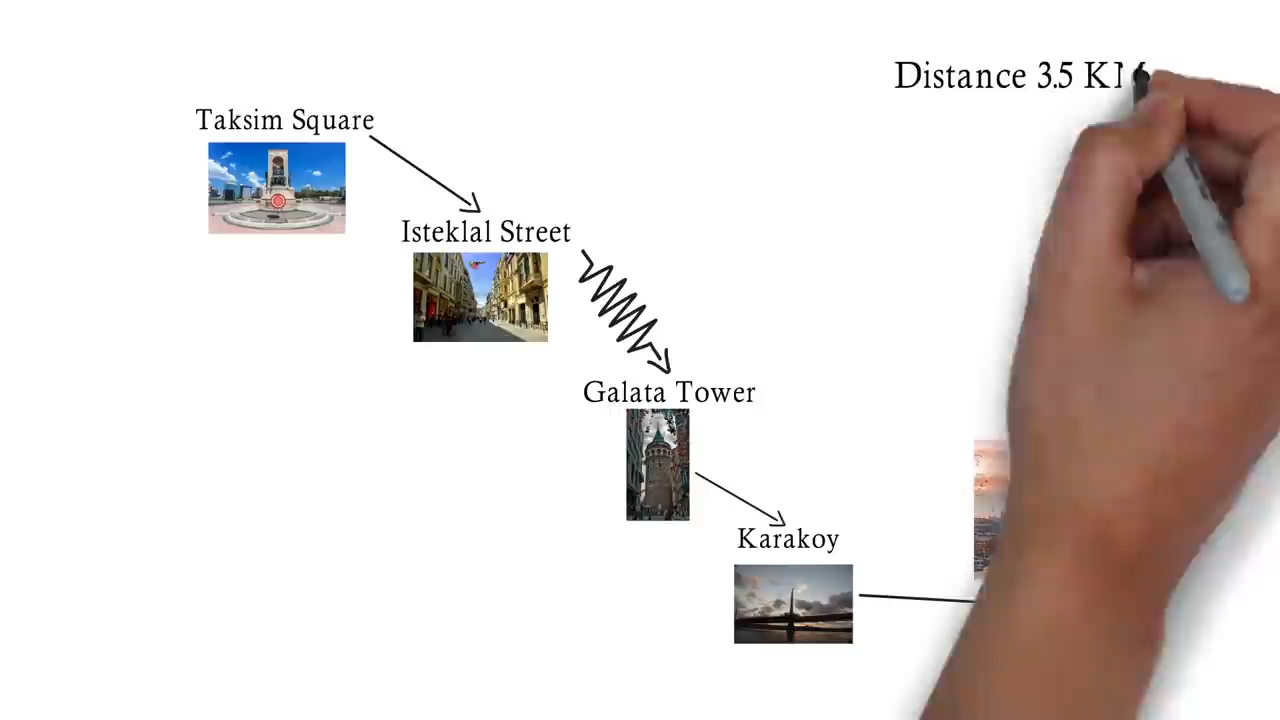 Distance 3.5 KM
Taksim Square
Isteklal Street
Galata Tower
Karakoy